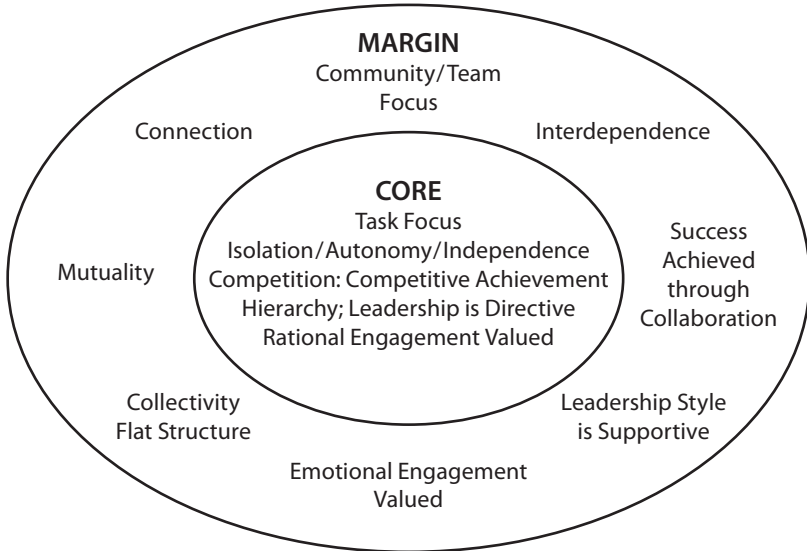 MARGIN
Community/Team
Focus
Connection
Interdependence
CORE
Task Focus
Isolation/Autonomy/Independence
Competition: Competitive Achievement
Hierarchy; Leadership is Directive
Rational Engagement Valued
Mutuality
Success
Achieved
through
Collaboration
Collectivity
Flat Structure
Leadership Style
is Supportive
Emotional Engagement
Valued